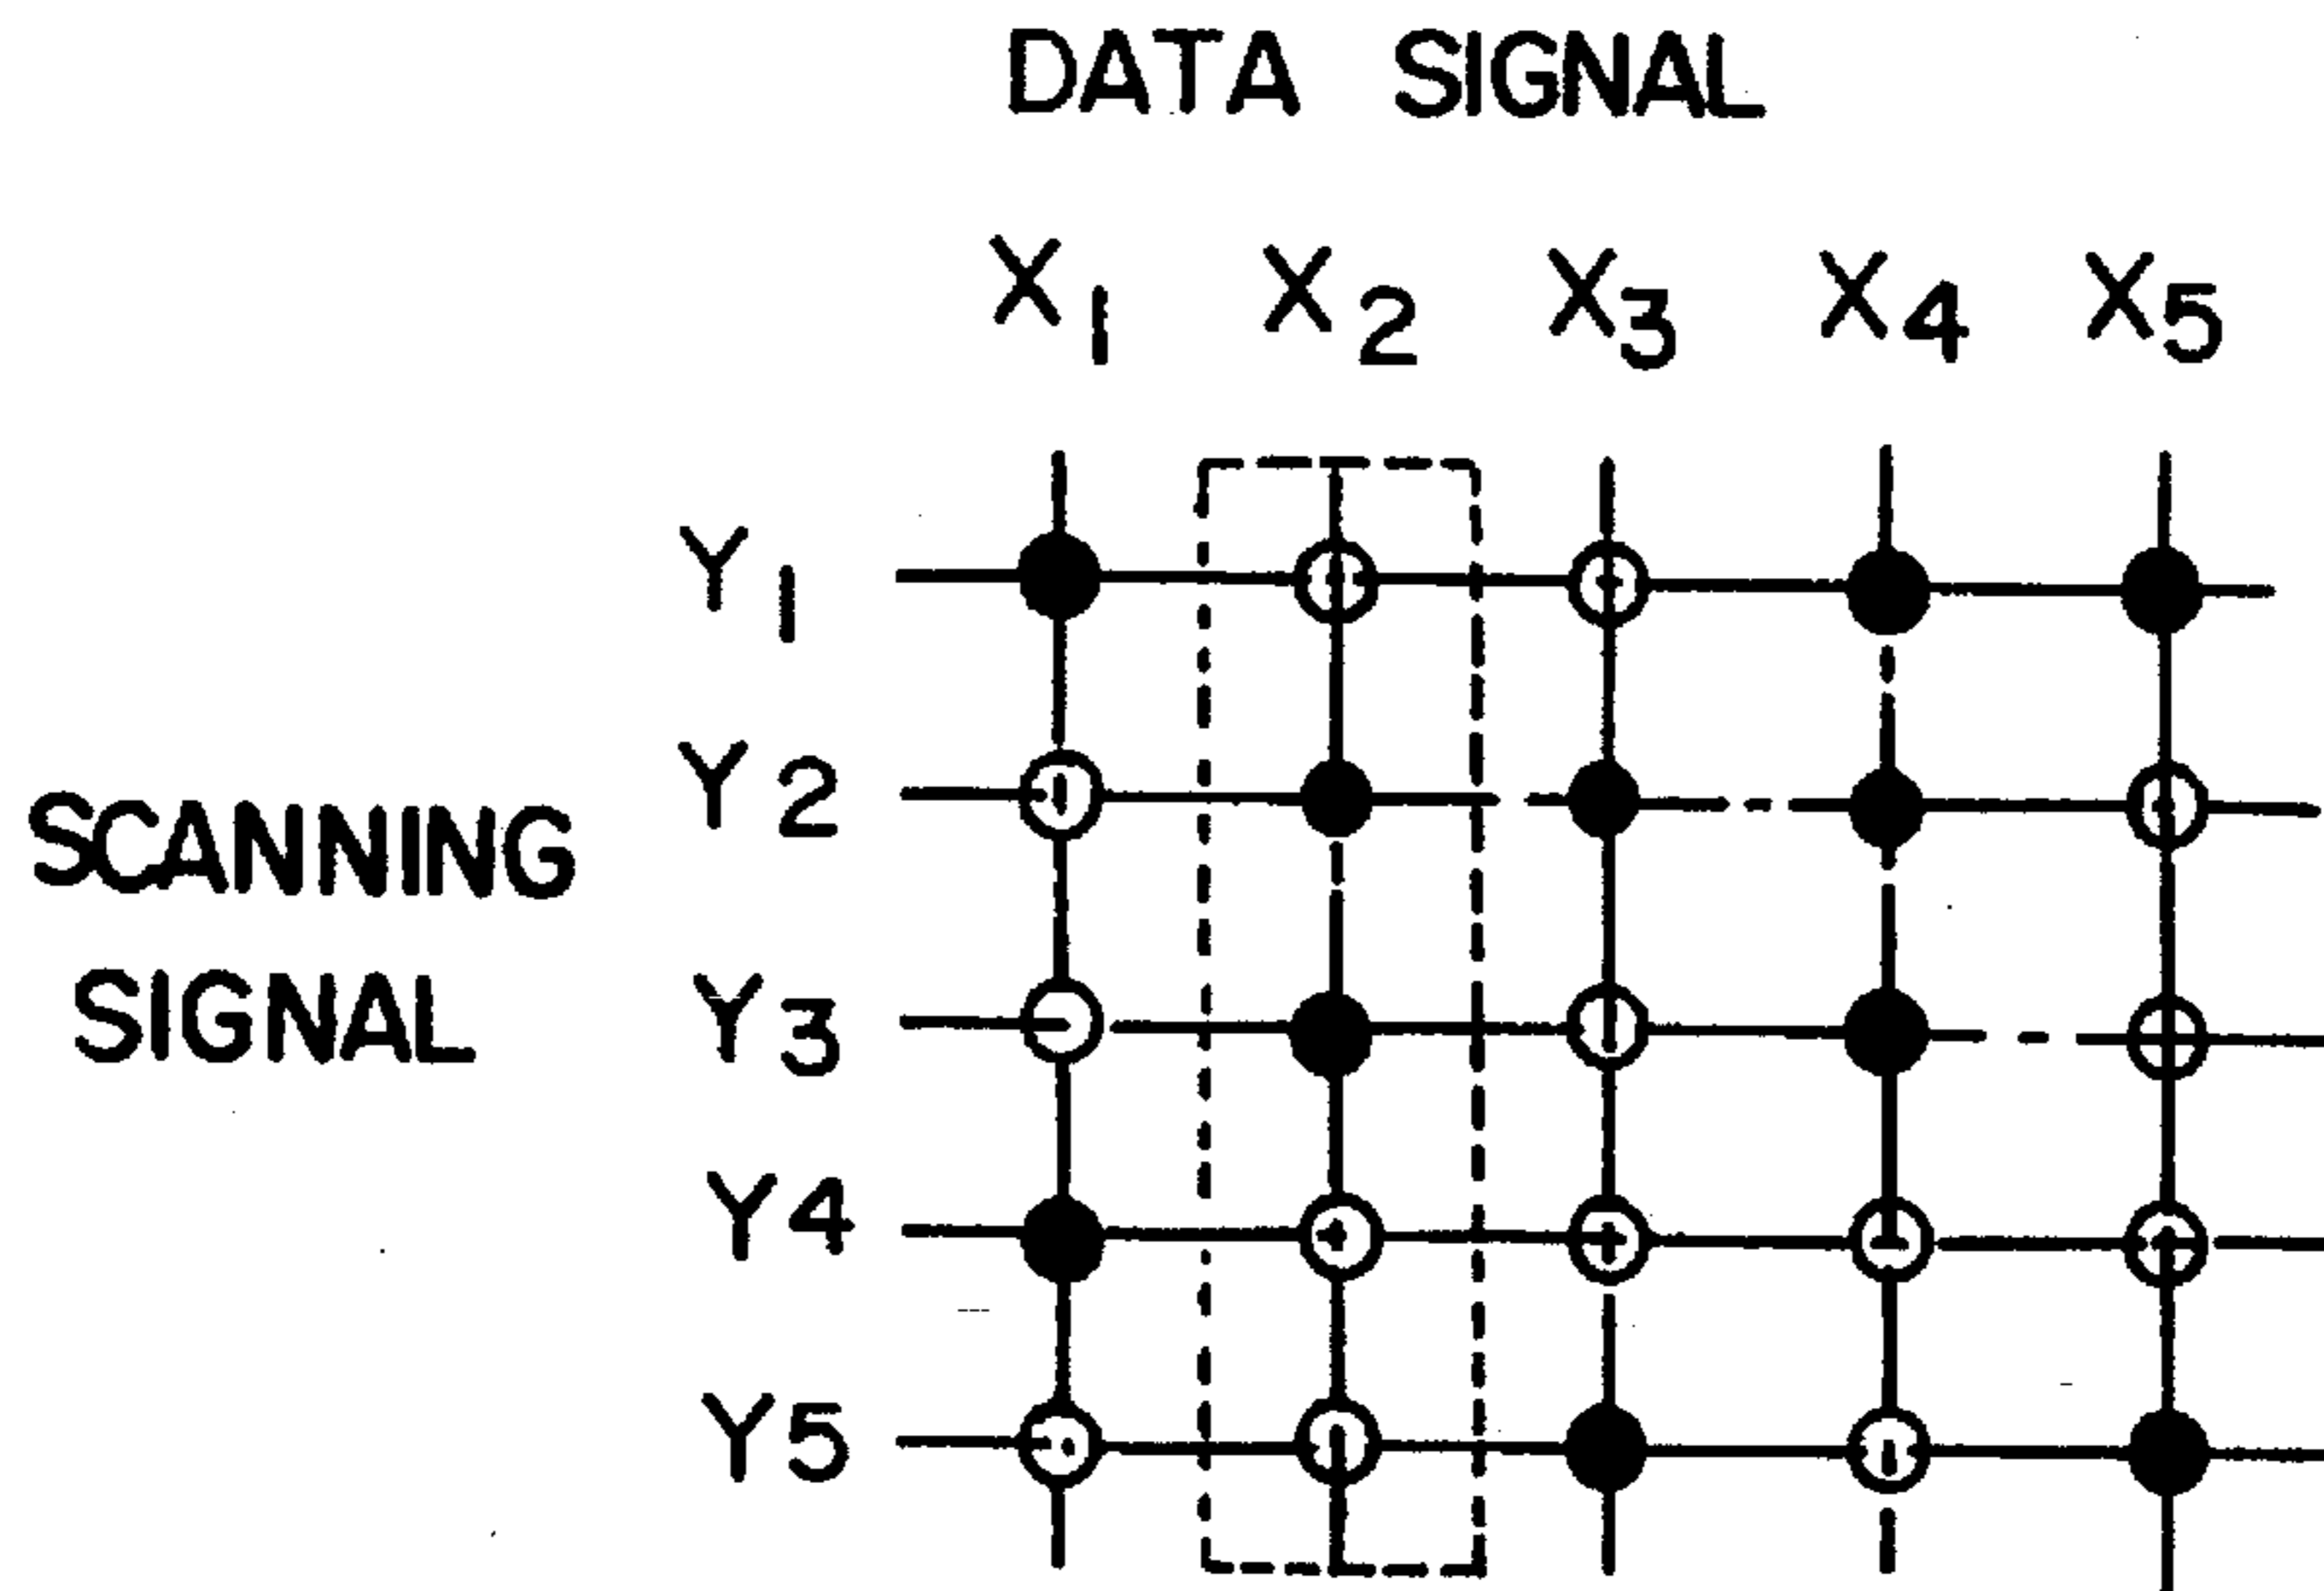 DATA SIGNAL
X1 X2 X3 X4 X5
Y1
Y2
SCANNING
SIGNAL
Y3
Y4
Y5